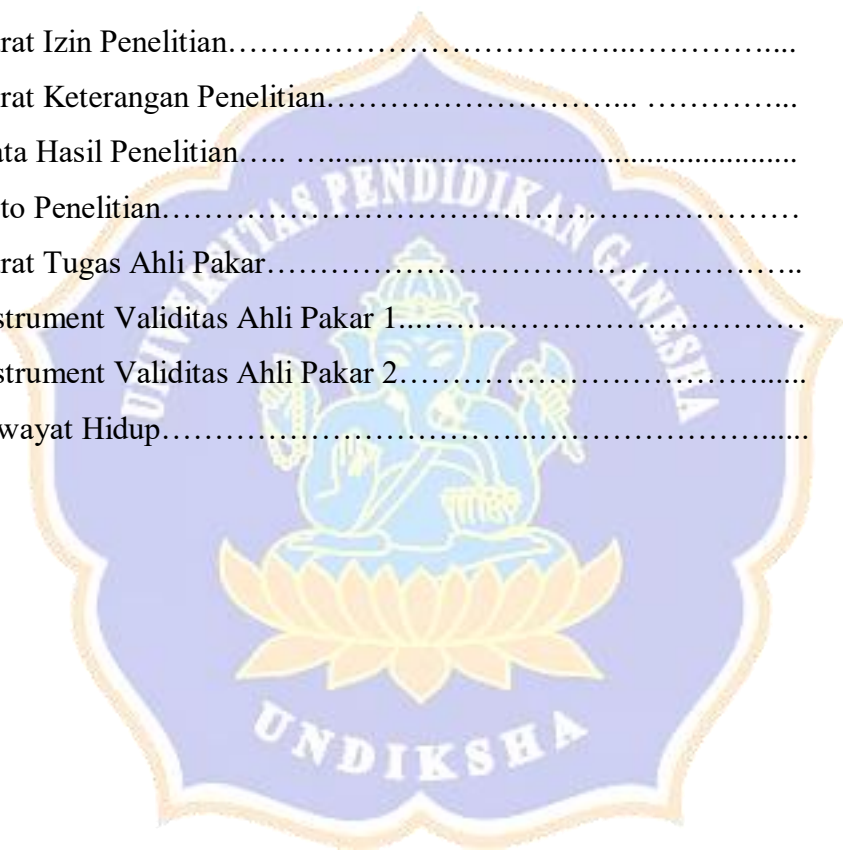 rat Izin Penelitian…………………………………...…………....
rat Keterangan Penelitian………………………... …………...
ta Hasil Penelitian….. …..............................................................
to Penelitian………………………………………………………
rat Tugas Ahli Pakar……………………………………………..
strument Validitas Ahli Pakar 1...………………………………
strument Validitas Ahli Pakar 2……………………………......
wayat Hidup……………………………...…………………......
UNIVERSITAS PENDIDIKAN GANESHA
UNDIKSHA